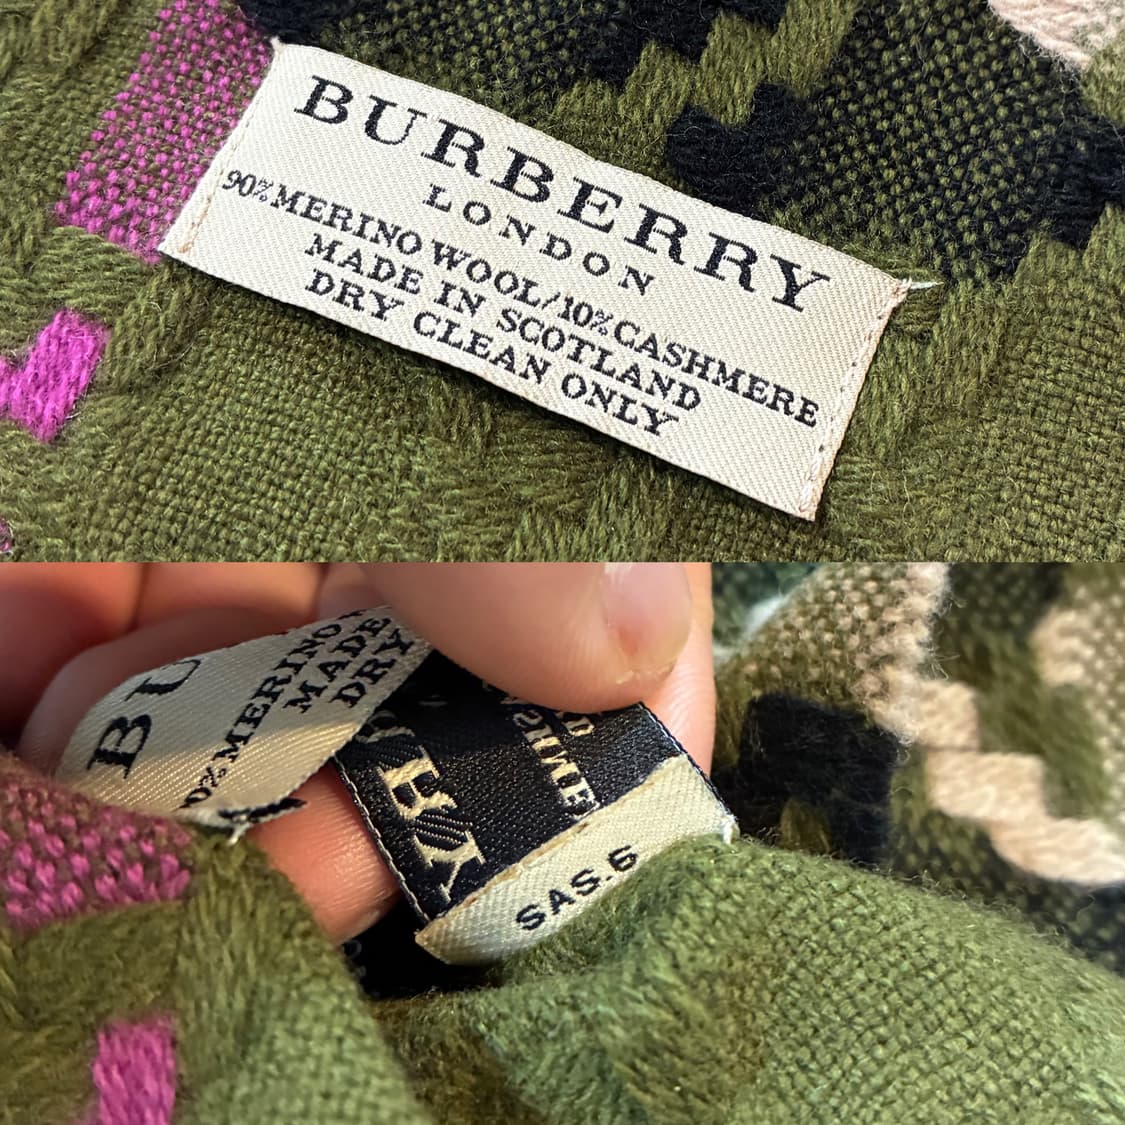 BURBERRY
LONDON
90% MERINO WOOL/10% CASHMERE
MADE IN SCOTLAND
DRY CLEAN ONLY
BU
0% MERINO
MADE
DRY
SAS.6